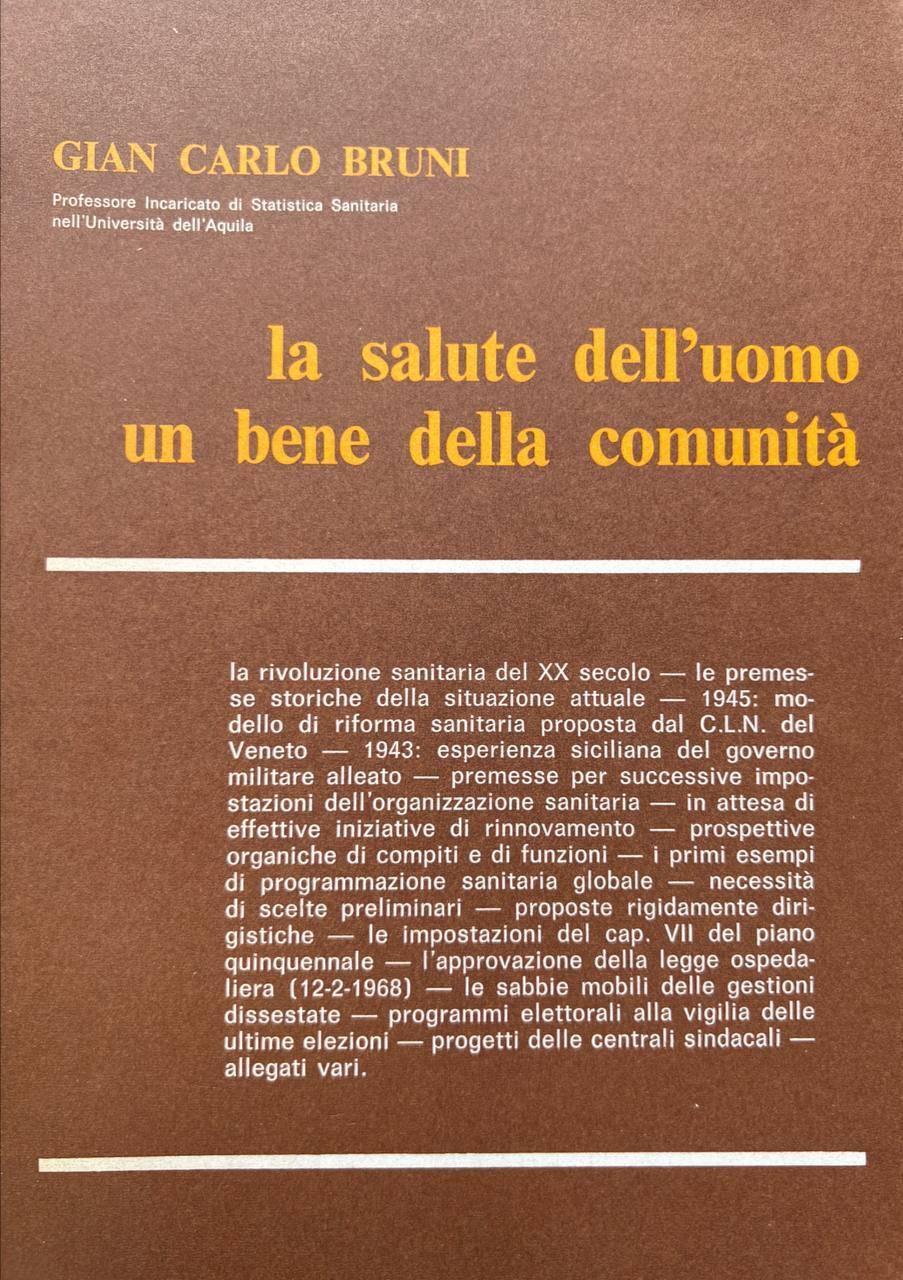 GIAN CARLO BRUNI
Professore Incaricato di Statistica Sanitaria
nell'Università dell'Aquila
la salute dell'uomo
un bene della comunità
la rivoluzione sanitaria del XX secolo — le premes-
se storiche della situazione attuale — 1945: mo-
dello di riforma sanitaria proposta dal C.L.N. del
Veneto — 1943: esperienza siciliana del governo
militare alleato — premesse per successive impo-
stazioni dell'organizzazione sanitaria — in attesa di
effettive iniziative di rinnovamento — prospettive
organiche di compiti e di funzioni — i primi esempi
di programmazione sanitaria globale — necessità
di scelte preliminari — proposte rigidamente diri-
gistiche — le impostazioni del cap. VII del piano
quinquennale — l'approvazione della legge ospeda-
liera (12-2-1968) — le sabbie mobili delle gestioni
dissestate — programmi elettorali alla vigilia delle
ultime elezioni — progetti delle centrali sindacali —
allegati vari.